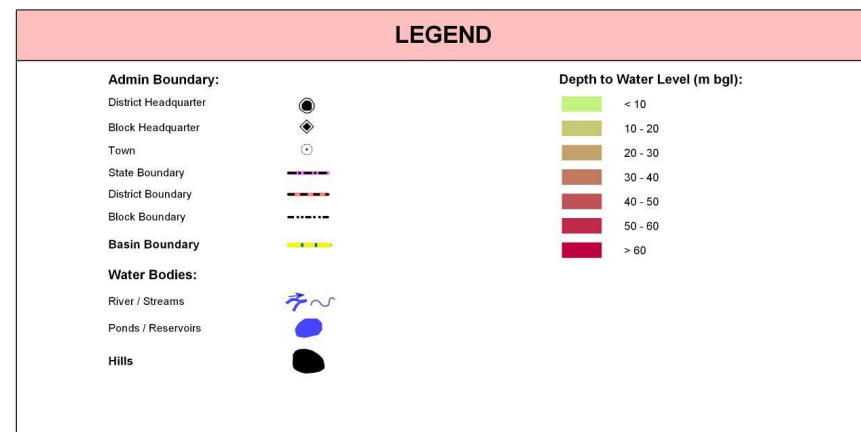 LEGEND
Admin Boundary:
District Headquarter
Block Headquarter
Town
State Boundary
District Boundary
Block Boundary
Basin Boundary
Water Bodies:
River / Streams
Ponds / Reservoirs
Hills
Depth to Water Level (m bgl):
< 10
10 - 20
20 - 30
30 - 40
40 - 50
50 - 60
> 60